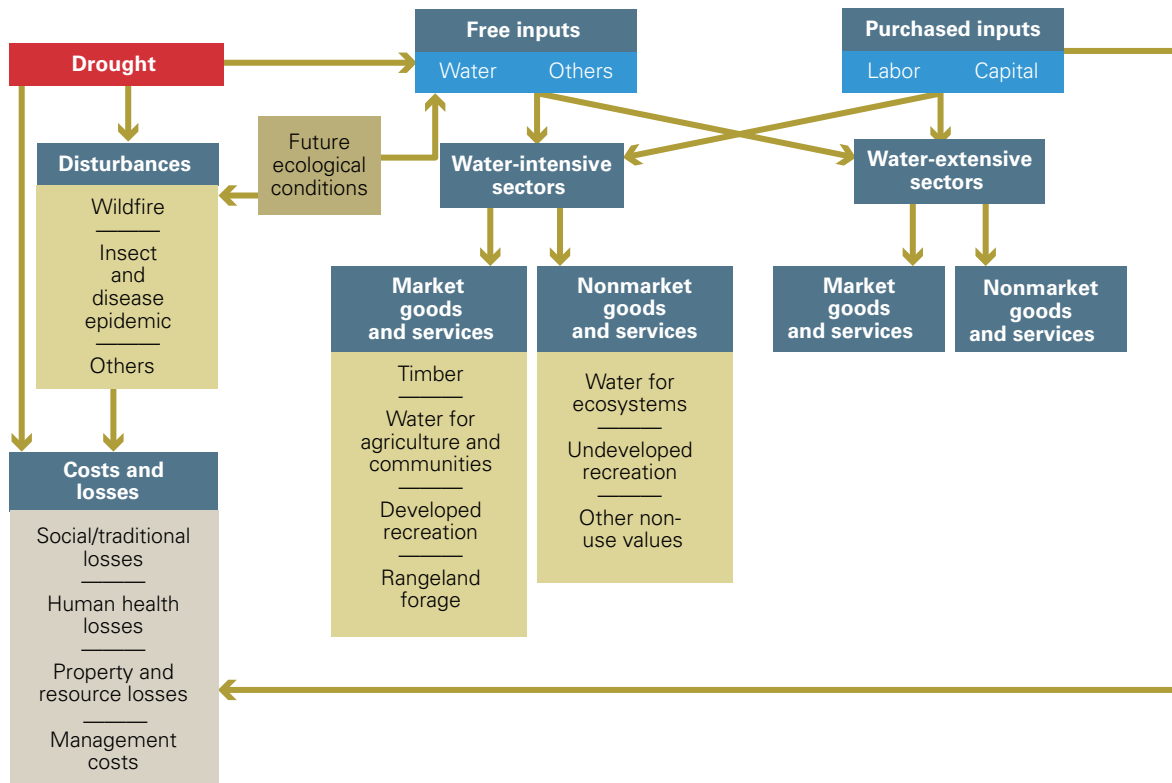 Drought
Free inputs
Water
Others
Purchased inputs
Labor
Capital
Disturbances
Wildfire
Insect
and
disease
epidemic
Others
Future
ecological
conditions
Water-intensive
sectors
Water-extensive
sectors
Market
goods
and services
Timber
Water for
agriculture and
communities
Developed
recreation
Rangeland
forage
Nonmarket
goods
and services
Water for
ecosystems
Undeveloped
recreation
Other non-
use values
Market
goods
and services
Nonmarket
goods
and services
Costs and
losses
Social/traditional
losses
Human health
losses
Property and
resource losses
Management
costs